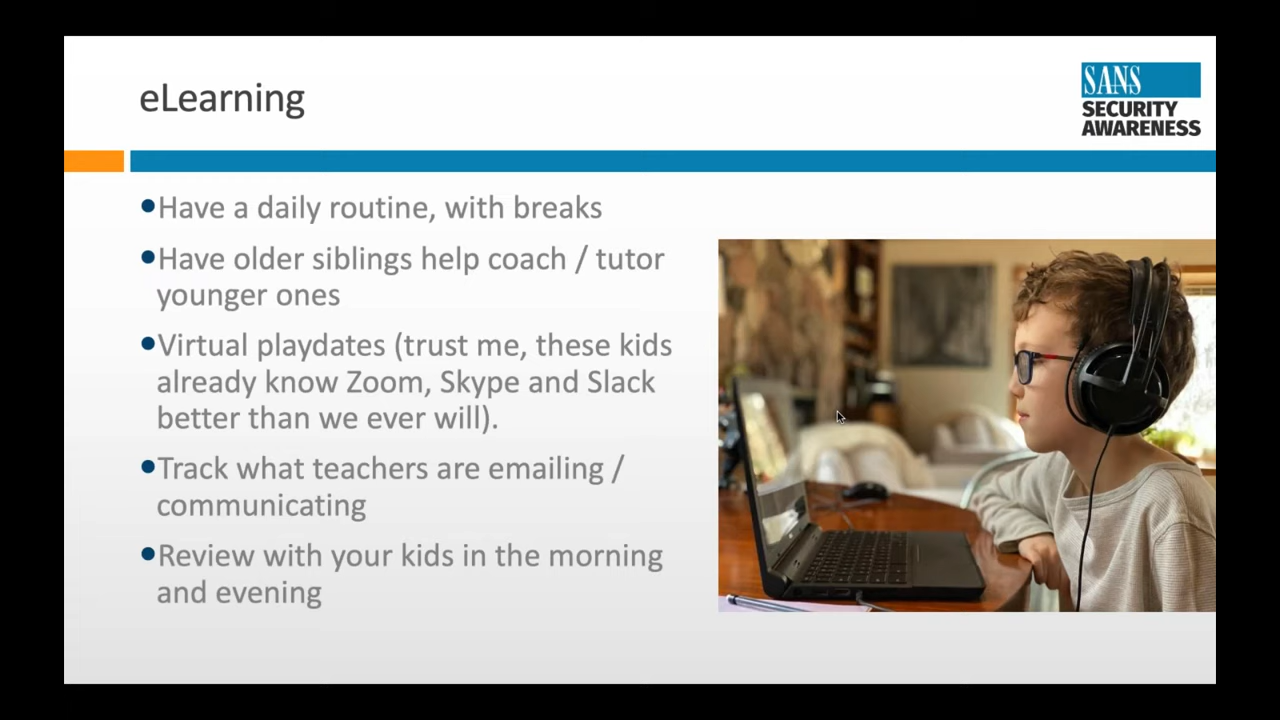 eLearning
SANS
SECURITY
AWARENESS
•Have a daily routine, with breaks
•Have older siblings help coach / tutor
younger ones
•Virtual playdates (trust me, these kids
already know Zoom, Skype and Slack
better than we ever will).
•Track what teachers are emailing /
communicating
•Review with your kids in the morning
and evening